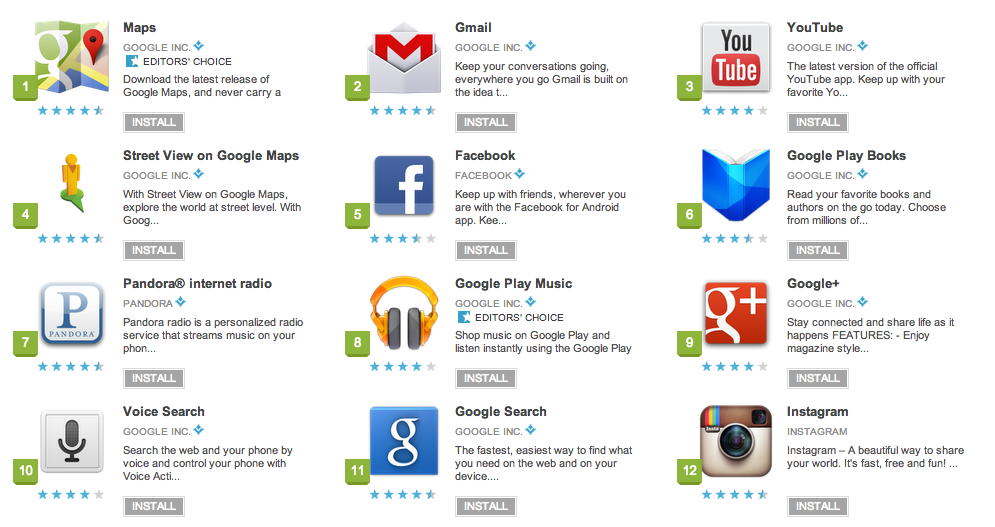 1
Maps
GOOGLE INC.
EDITORS' CHOICE
Download the latest release of
Google Maps, and never carry a
INSTALL
2
Gmail
GOOGLE INC.
Keep your conversations going,
everywhere you go Gmail is built on
the idea t...
INSTALL
3
You
Tube
YouTube
GOOGLE INC.
The latest version of the official
YouTube app. Keep up with your
favorite Yo...
INSTALL
4
Street View on Google Maps
GOOGLE INC.
With Street View on Google Maps,
explore the world at street level. With
Goog...
INSTALL
5
Facebook
FACEBOOK
Keep up with friends, wherever you
are with the Facebook for Android
app. Kee...
INSTALL
6
Google Play Books
GOOGLE INC.
Read your favorite books and
authors on the go today. Choose
from millions of...
INSTALL
7
P
PANDORA
Pandora® internet radio
PANDORA
Pandora radio is a personalized radio
service that streams music on your
phon...
INSTALL
8
Google Play Music
GOOGLE INC.
EDITORS' CHOICE
Shop music on Google Play and
listen instantly using the Google Play
INSTALL
9
g+
Google+
GOOGLE INC.
Stay connected and share life as it
happens FEATURES: - Enjoy
magazine style...
INSTALL
10
Voice Search
GOOGLE INC.
Search the web and your phone by
voice and control your phone with
Voice Acti...
INSTALL
11
g
Google Search
GOOGLE INC.
The fastest, easiest way to find what
you need on the web and on your
device....
INSTALL
12
Insta
Instagram
INSTAGRAM
Instagram – A beautiful way to share
your world. It's fast, free and fun! ...
INSTALL